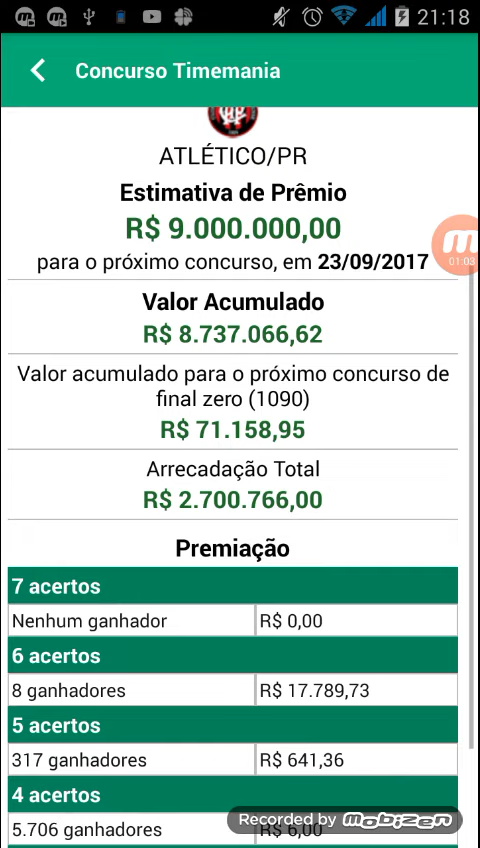 21:18
Concurso Timemania
ATLÉTICO/PR
Estimativa de Prêmio
R$ 9.000.000,00
para o próximo concurso, em 23/09/2017
01:03
Valor Acumulado
R$ 8.737.066,62
Valor acumulado para o próximo concurso de
final zero (1090)
R$ 71.158,95
Arrecadação Total
R$ 2.700.766,00
Premiação
7 acertos
Nenhum ganhador R$ 0,00
6 acertos
8 ganhadores R$ 17.789,73
5 acertos
317 ganhadores R$ 641,36
4 acertos
5.706 ganhadores R$ 6,00
Recorded by mobizen